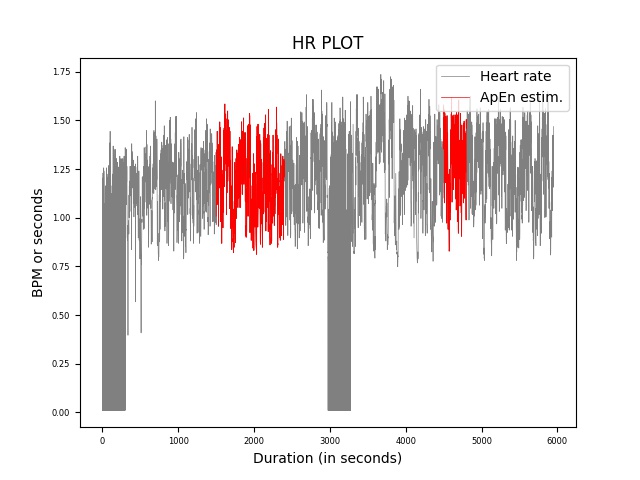 HR PLOT
Heart rate
ApEn estim.
1.75
1.50
1.25
1.00
0.75
0.50
0.25
0.00
BPM or seconds
0 1000 2000 3000 4000 5000 6000
Duration (in seconds)